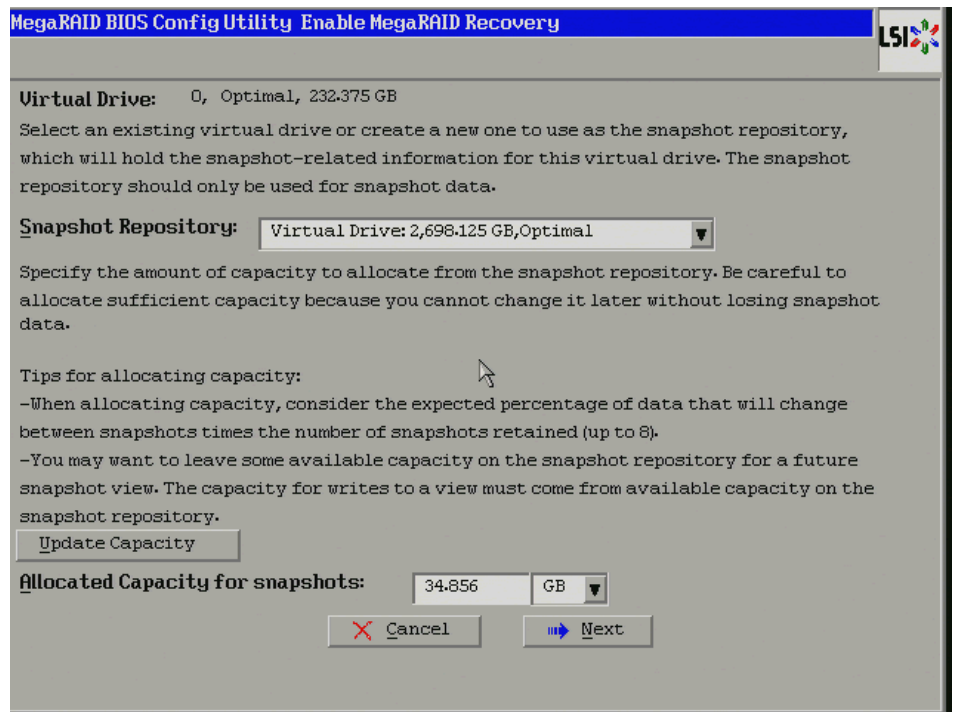 MegaRAID BIOS Config Utility Enable MegaRAID Recovery
LSI
Virtual Drive: 0, Optimal, 232.375 GB
Select an existing virtual drive or create a new one to use as the snapshot repository,
which will hold the snapshot-related information for this virtual drive. The snapshot
repository should only be used for snapshot data.
Snapshot Repository: Virtual Drive: 2,698.125 GB,Optimal
Specify the amount of capacity to allocate from the snapshot repository. Be careful to
allocate sufficient capacity because you cannot change it later without losing snapshot
data.
Tips for allocating capacity:
-When allocating capacity, consider the expected percentage of data that will change
between snapshots times the number of snapshots retained (up to 8).
-You may want to leave some available capacity on the snapshot repository for a future
snapshot view. The capacity for writes to a view must come from available capacity on the
snapshot repository.
Update Capacity
Allocated Capacity for snapshots: 34.856 GB
Cancel Next